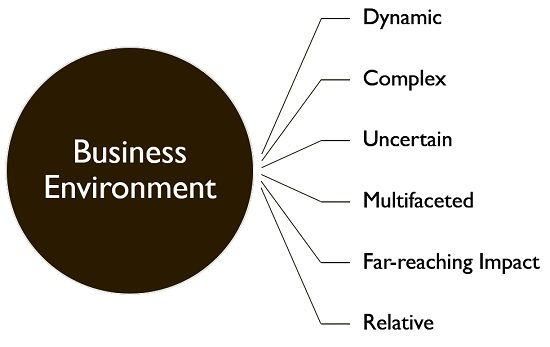 Business
Environment
Dynamic
Complex
Uncertain
Multifaceted
Far-reaching Impact
Relative